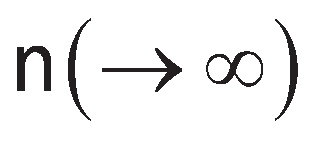 n(→ ∞)